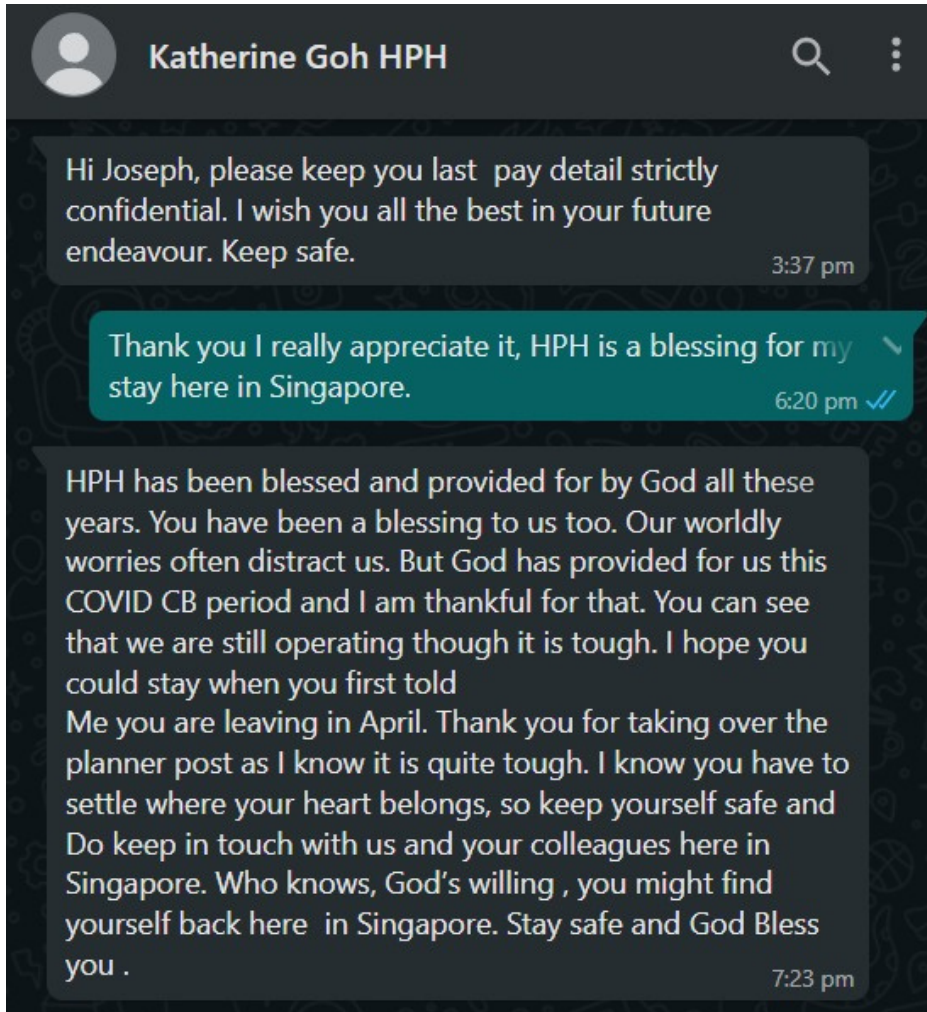 Katherine Goh HPH
Hi Joseph, please keep you last  pay detail strictly
confidential. I wish you all the best in your future
endeavour. Keep safe.
3:37 pm
Thank you I really appreciate it, HPH is a blessing for my
stay here in Singapore.
6:20 pm
HPH has been blessed and provided for by God all these
years. You have been a blessing to us too. Our worldly
worries often distract us. But God has provided for us this
COVID CB period and I am thankful for that. You can see
that we are still operating though it is tough. I hope you
could stay when you first told
Me you are leaving in April. Thank you for taking over the
planner post as I know it is quite tough. I know you have to
settle where your heart belongs, so keep yourself safe and
Do keep in touch with us and your colleagues here in
Singapore. Who knows, God’s willing , you might find
yourself back here  in Singapore. Stay safe and God Bless
you .
7:23 pm